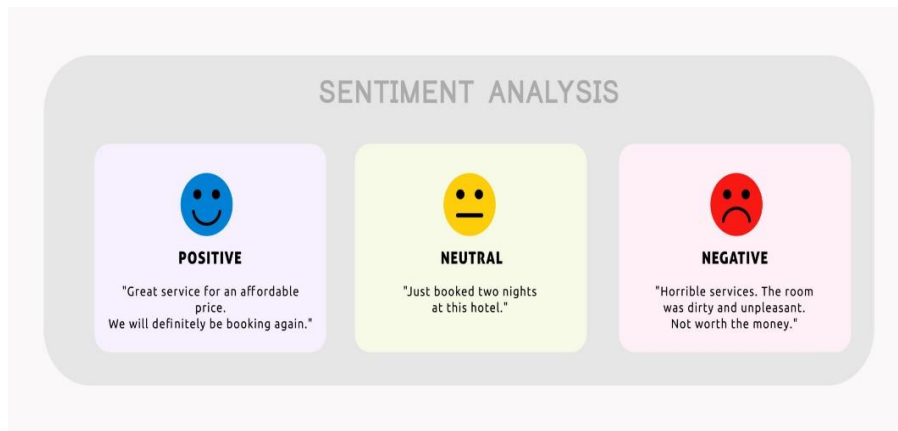 SENTIMENT ANALYSIS
POSITIVE
"Great service for an affordable
price.
We will definitely be booking again."
NEUTRAL
"Just booked two nights
at this hotel."
NEGATIVE
"Horrible services. The room
was dirty and unpleasant.
Not worth the money."